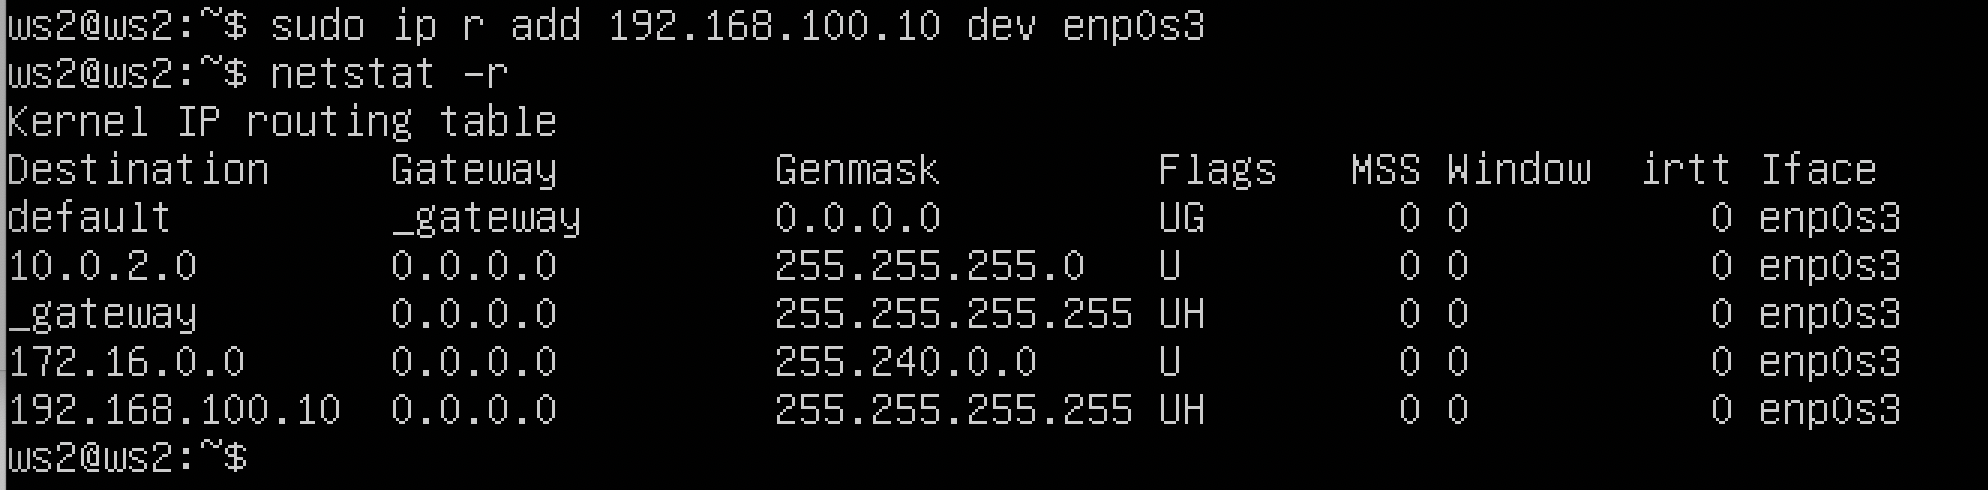 ws2@ws2:~$ sudo ip r add 192.168.100.10 dev enp0s3
ws2@ws2:~$ netstat -r
Kernel IP routing table
Destination     Gateway         Genmask         Flags   MSS Window  irtt Iface
default         _gateway        0.0.0.0         UG        0 0          0 enp0s3
10.0.2.0        0.0.0.0         255.255.255.0   U         0 0          0 enp0s3
_gateway        0.0.0.0         255.255.255.255 UH        0 0          0 enp0s3
172.16.0.0      0.0.0.0         255.240.0.0     U         0 0          0 enp0s3
192.168.100.10  0.0.0.0         255.255.255.255 UH        0 0          0 enp0s3
ws2@ws2:~$